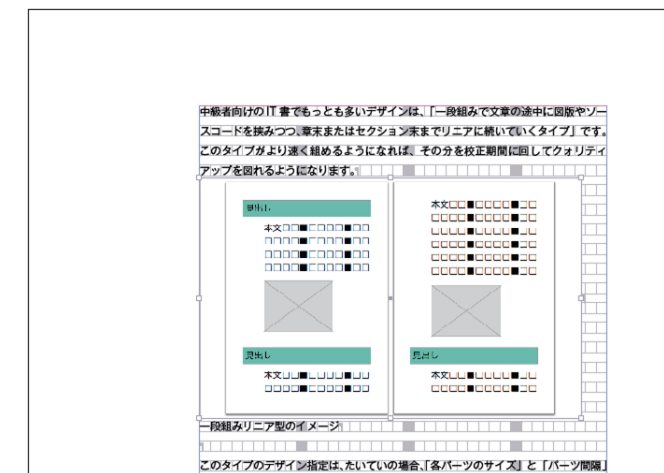 中級者向けのIT書でもっとも多いデザインは、「一段組みで文章の途中に図版やソー
スコードを挟みつつ、章末またはセクション末までリニアに続いていくタイプ」です。
このタイプがより速く組めるようになれば、その分を校正期間に回してクォリティ
アップを図れるようになります。
見出し
本文□□■□□□□■□□
□□□□■□□□□■□□
□□□□■□□□□■□□
□□□□■□□□□■□□
見出し
本文□□■□□□□■□□
□□□□■□□□□■□□
本文□□■□□□□■□□
□□□□■□□□□■□□
□□□□■□□□□■□□
□□□□■□□□□■□□
□□□□■□□□□■□□
□□□□■□□□□■□□
見出し
本文□□■□□□□■□□
□□□□■□□□□■□□
一段組みリニア型のイメージ
このタイプのデザイン指定は、たいていの場合、「各パーツのサイズ」と「パーツ間隔」